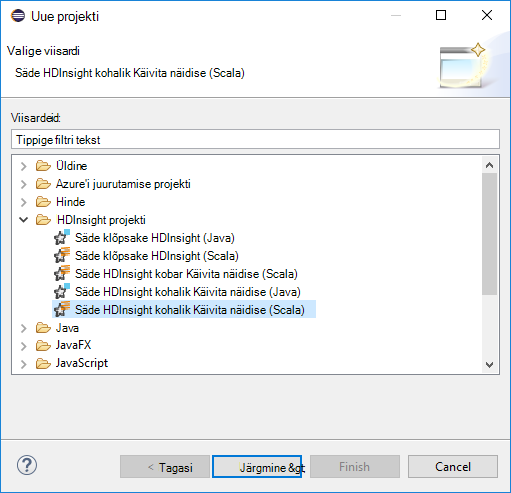 Uue projekti
Valige viisardi
Säde HDInsight kohalik Käivita näidise (Scala)
Viisardeid:
Tippige filtri tekst
Üldine
Azure'i juurutamise projekti
Hinde
HDInsight projekti
Säde klõpsake HDInsight (Java)
Säde klõpsake HDInsight (Scala)
Säde HDInsight kobar Käivita näidise (Scala)
Säde HDInsight kohalik Käivita näidise (Java)
Säde HDInsight kohalik Käivita näidise (Scala)
Java
JavaFX
JavaScript
< Tagasi
Järgmine &gt;
Finish
Cancel